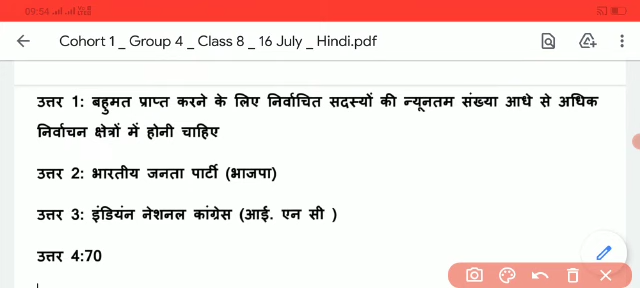 09:54
Cohort 1 _ Group 4 _ Class 8 _ 16 July _ Hindi.pdf
उत्तर 1: बहुमत प्राप्त करने के लिए निर्वाचित सदस्यों की न्यूनतम संख्या आधे से अधिक
निर्वाचन क्षेत्रों में होनी चाहिए
उत्तर 2: भारतीय जनता पार्टी (भाजपा)
उत्तर 3: इंडियंन नेशनल कांग्रेस (आई. एन सी )
उत्तर 4:70